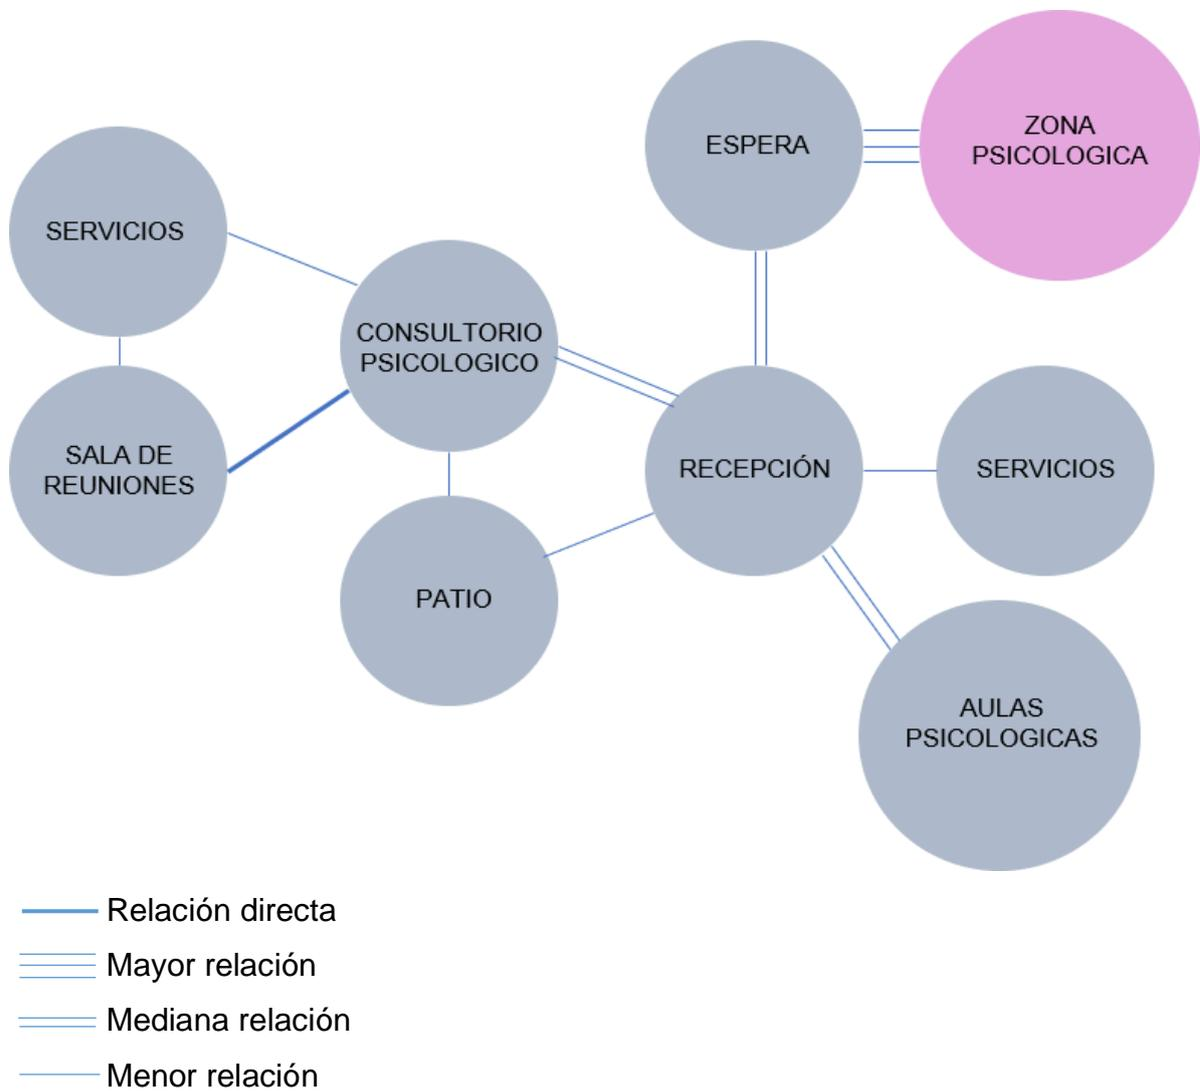 ZONA
PSICOLOGICA
ESPERA
SERVICIOS
CONSULTORIO
PSICOLOGICO
SALA DE
REUNIONES
RECEPCIÓN
SERVICIOS
PATIO
AULAS
PSICOLOGICAS
Relación directa
Mayor relación
Mediana relación
Menor relación